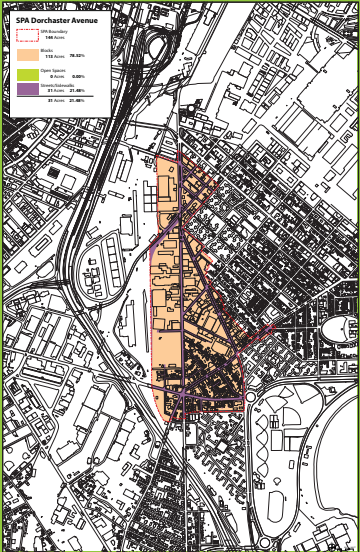 SPA Dorchaster Avenue
SPA Boundary
144 Acres
Blocks
113 Acres 78.52%
Open Spaces
0 Acres 0.00%
Streets/Sidewalks
31 Acres 21.48%
31 Acres 21.48%